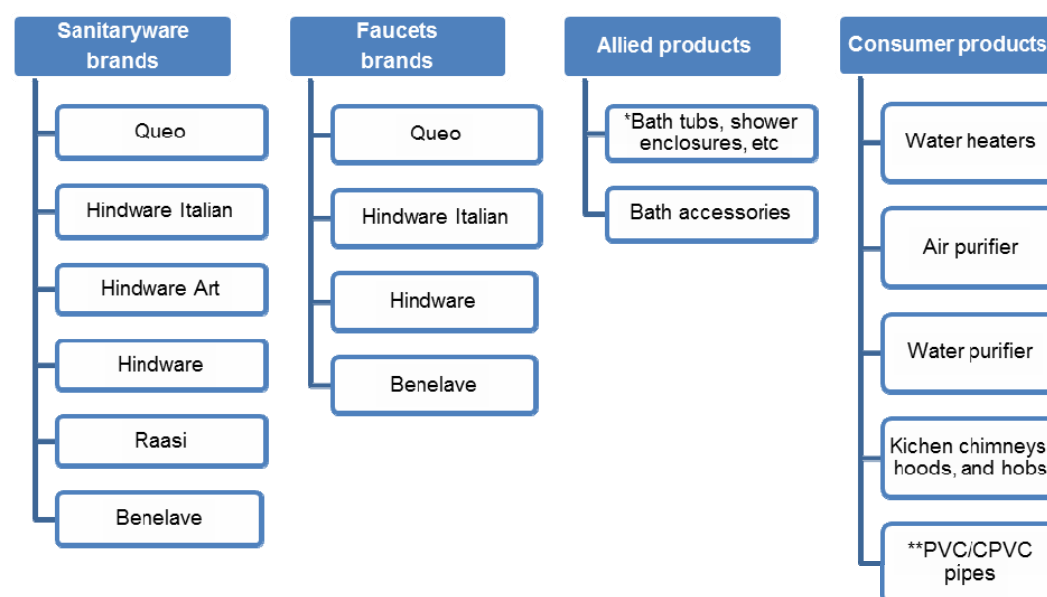 Sanitaryware
brands
Queo
Hindware Italian
Hindware Art
Hindware
Raasi
Benelave
Faucets
brands
Queo
Hindware Italian
Hindware
Benelave
Allied products
*Bath tubs, shower
enclosures, etc
Bath accessories
Consumer products
Water heaters
Air purifier
Water purifier
Kichen chimneys
hoods, and hobs
**PVC/CPVC
pipes